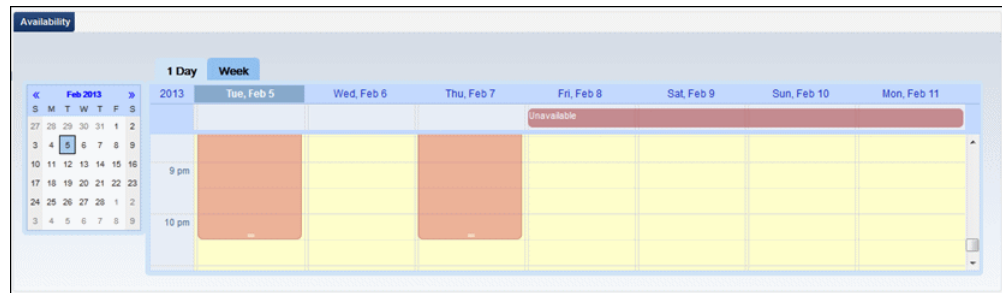 Availability
1 Day Week
« Feb 2013 »
S M T W T F S
27 28 29 30 31 1 2
3 4 5 6 7 8 9
10 11 12 13 14 15 16
17 18 19 20 21 22 23
24 25 26 27 28 1 2
3 4 5 6 7 8 9
2013 Tue, Feb 5 Wed, Feb 6 Thu, Feb 7 Fri, Feb 8 Sat, Feb 9 Sun, Feb 10 Mon, Feb 11
Unavailable
9 pm
10 pm